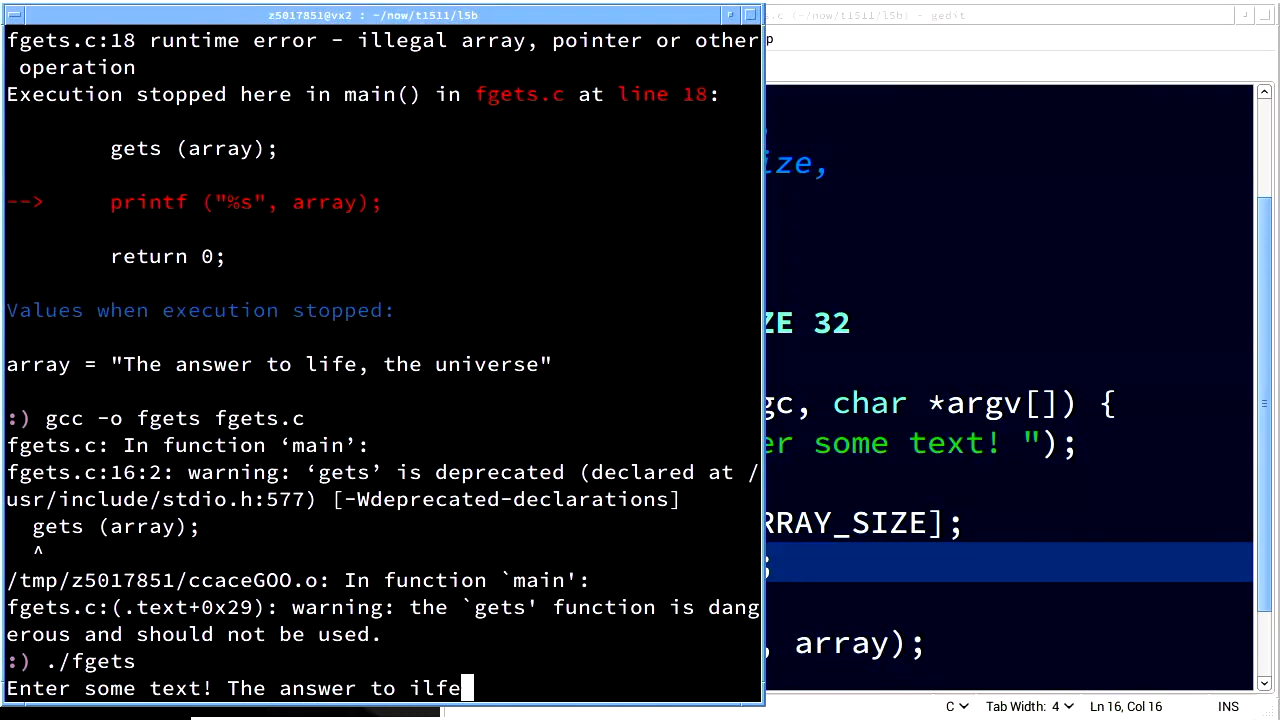 z5017851@vx2 : ~/now/t1511/l5b
fgets.c:18 runtime error - illegal array, pointer or other
operation
Execution stopped here in main() in fgets.c at line 18:
gets (array);
--> printf ("%s", array);
return 0;
Values when execution stopped:
array = "The answer to life, the universe"
:) gcc -o fgets fgets.c
fgets.c: In function ‘main’:
fgets.c:16:2: warning: ‘gets’ is deprecated (declared at /
usr/include/stdio.h:577) [-Wdeprecated-declarations]
gets (array);
^
/tmp/z5017851/ccaceGOO.o: In function `main':
fgets.c:(.text+0x29): warning: the `gets' function is dang
erous and should not be used.
:) ./fgets
Enter some text! The answer to ilfe
s.c (~/now/t1511/l5b) - gedit
p
ize,
ZE 32
gc, char *argv[]) {
er some text! ");
RRAY_SIZE];
;
, array);
C Tab Width: 4 Ln 16, Col 16 INS